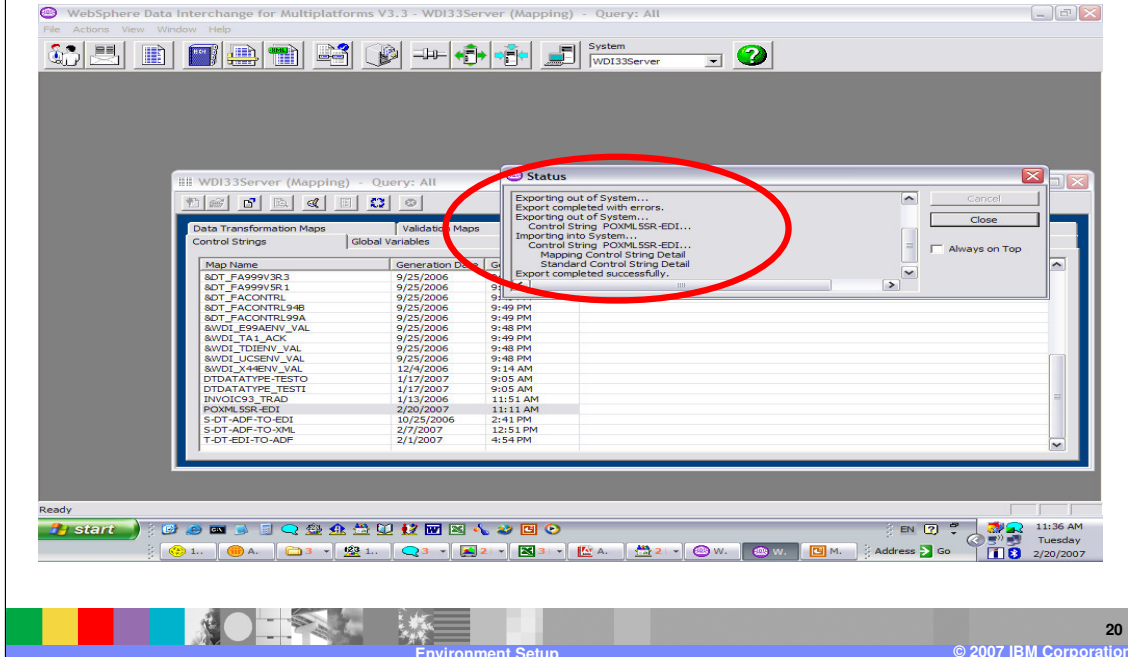 WebSphere Data Interchange for Multiplatforms V3.3 - WDI33Server (Mapping) - Query: All
File Actions View Window Help
System
WDI33Server
WDI33Server (Mapping) - Query: All
Status
Exporting out of System...
Export completed with errors.
Exporting out of System...
Control String POXML5SR-EDI...
Importing into System...
Control String POXML5SR-EDI...
Mapping Control String Detail
Standard Control String Detail
Export completed successfully.
Cancel
Close
Always on Top
Data Transformation Maps Validation Maps
Control Strings Global Variables
Map Name Generation Date
&DT_FA999V3R3 9/25/2006
&DT_FA999V5R1 9/25/2006
&DT_FACONTRL 9/25/2006
&DT_FACONTRL94B 9/25/2006 9:49 PM
&DT_FACONTRL99A 9/25/2006 9:49 PM
&WDI_E99AENV_VAL 9/25/2006 9:48 PM
&WDI_TA1_ACK 9/25/2006 9:49 PM
&WDI_TDIENV_VAL 9/25/2006 9:48 PM
&WDI_UCSENV_VAL 9/25/2006 9:48 PM
&WDI_X44ENV_VAL 12/4/2006 9:14 AM
DTDATATYPE-TESTO 1/17/2007 9:05 AM
DTDATATYPE_TESTI 1/17/2007 9:05 AM
INVOIC93_TRAD 1/13/2006 11:51 AM
POXML5SR-EDI 2/20/2007 11:11 AM
S-DT-ADF-TO-EDI 10/25/2006 2:41 PM
S-DT-ADF-TO-XML 2/7/2007 12:51 PM
T-DT-EDI-TO-ADF 2/1/2007 4:54 PM
Ready
start EN 11:36 AM
Tuesday
1.. A. 3 1.. 3 2 3 A. 2 W. W. M. Address Go 2/20/2007
20
Environment Setup © 2007 IBM Corporation